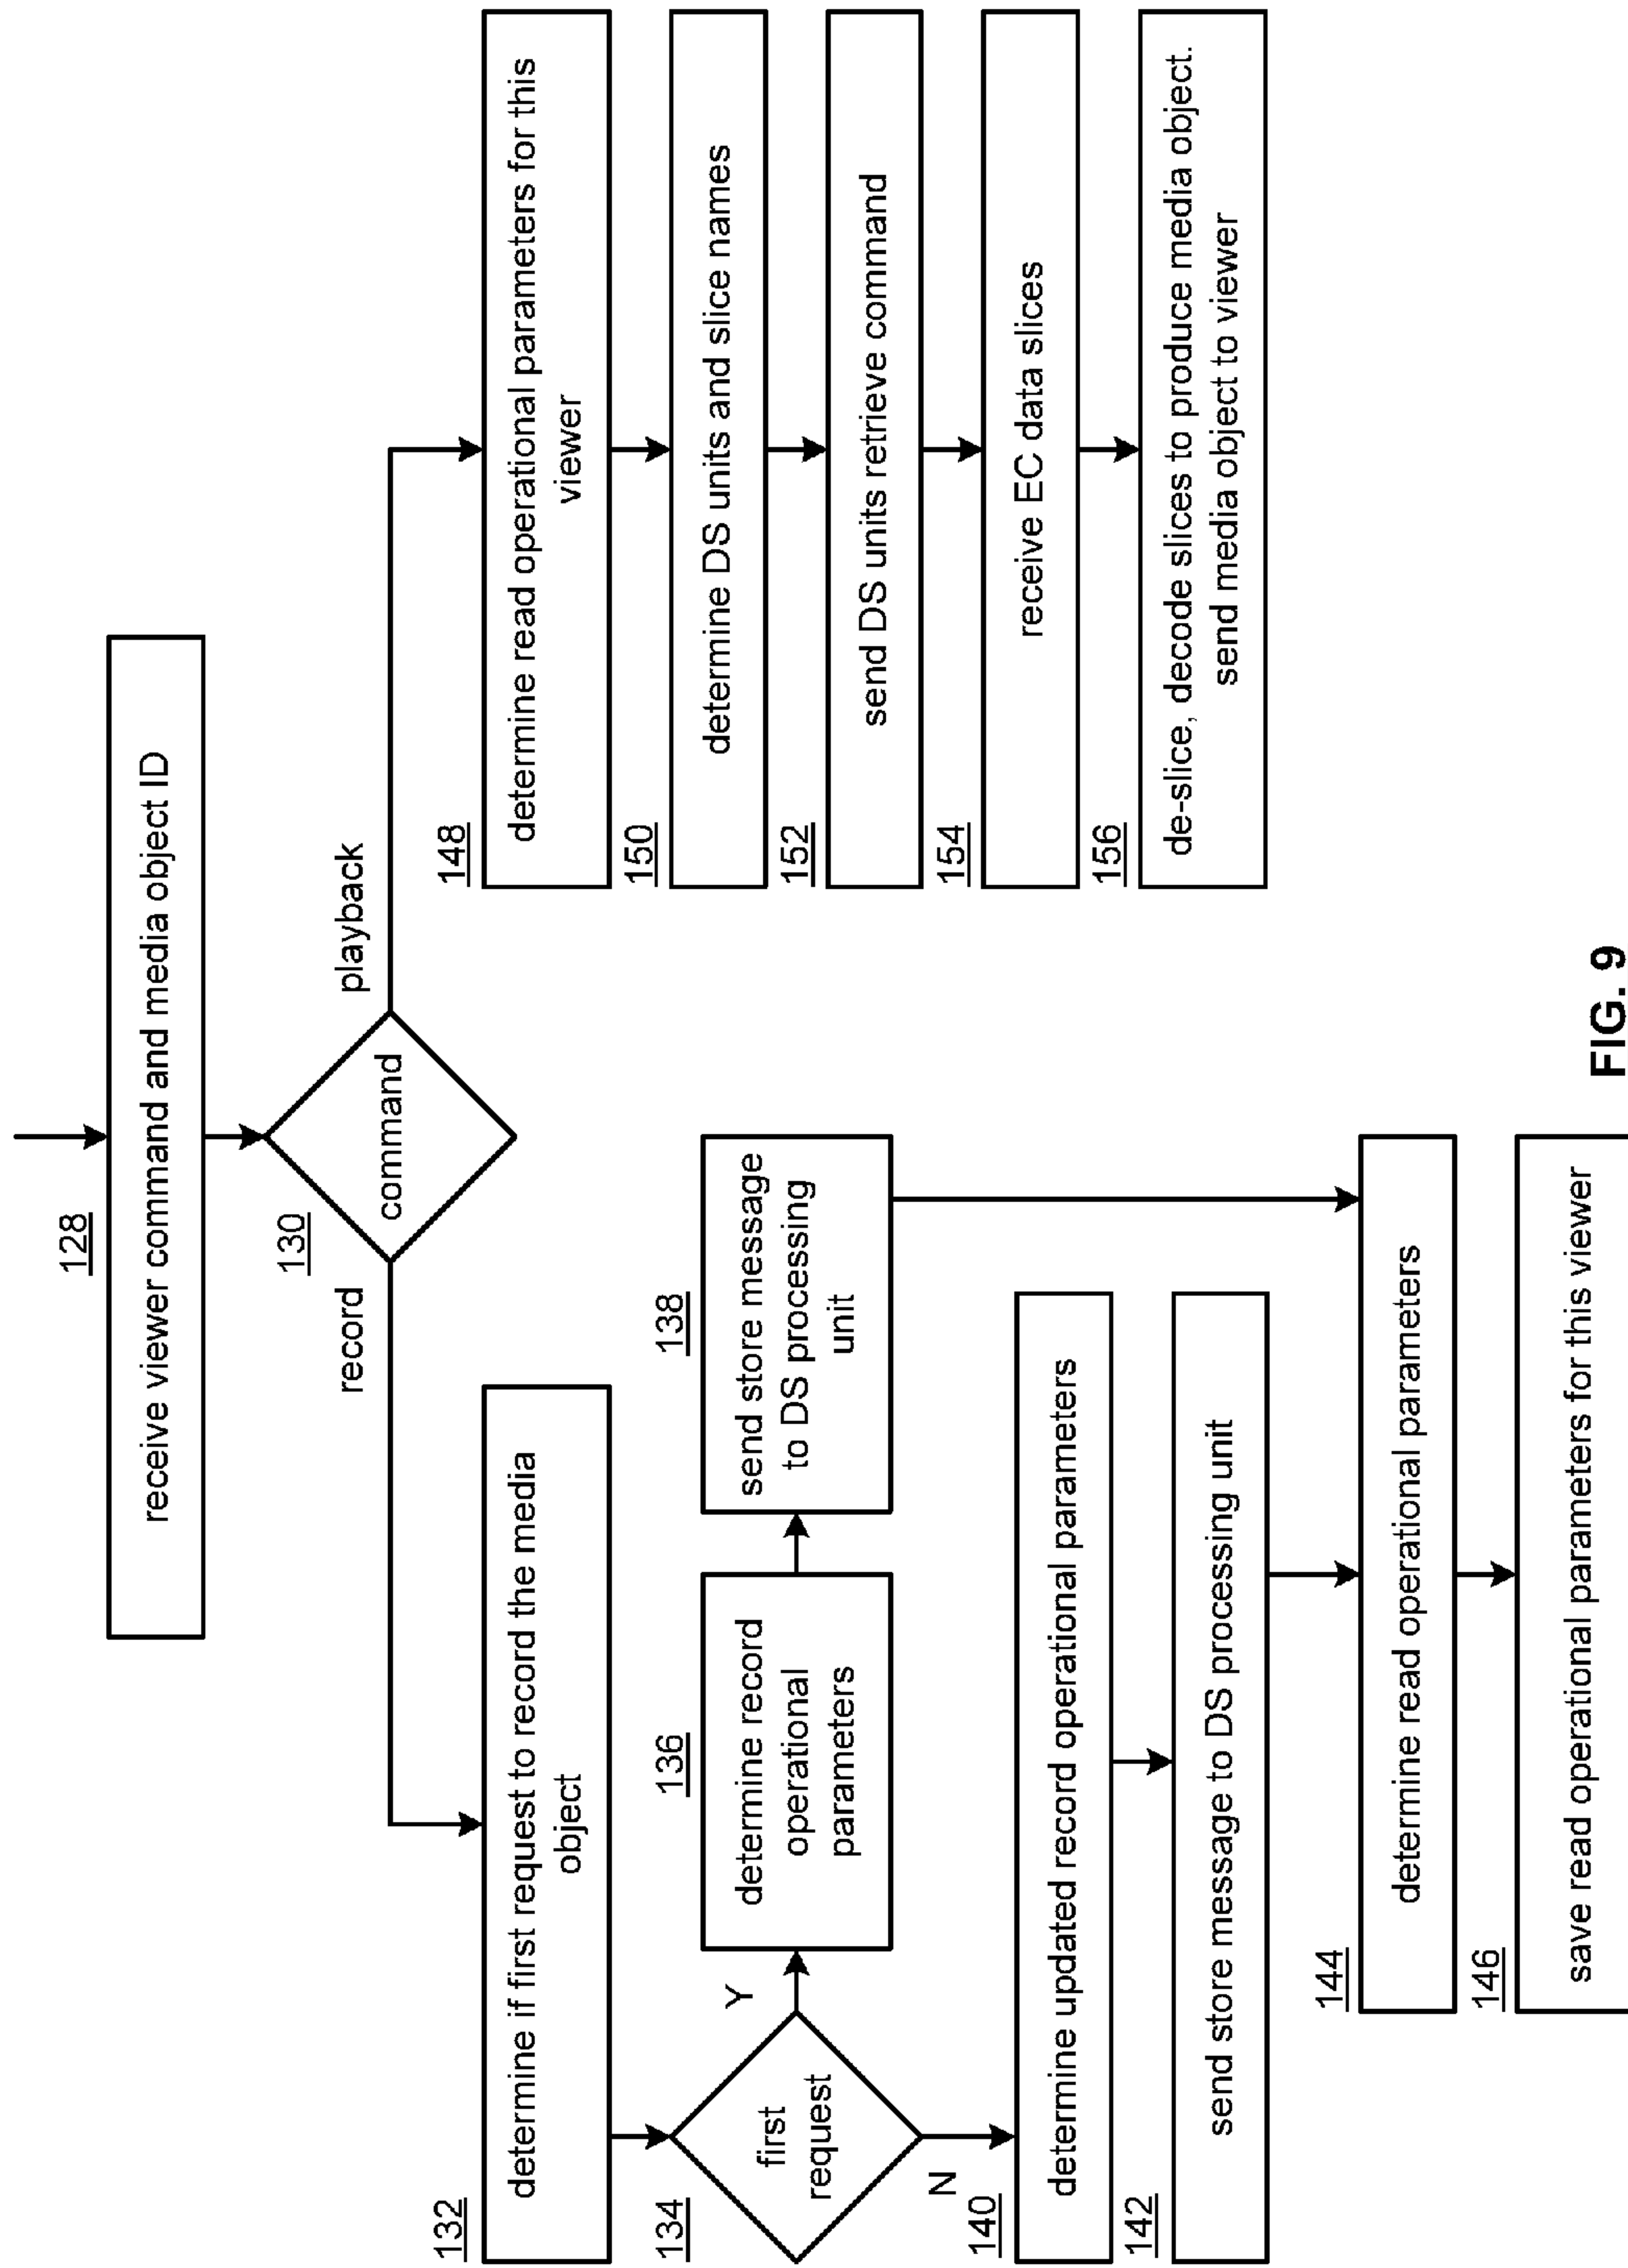 128
receive viewer command and media object ID
130
command
record
playback
132
determine if first request to record the media
object
134
first
request
Y
N
136
determine record
operational
parameters
138
send store message
to DS processing
unit
140
determine updated record operational parameters
142
send store message to DS processing unit
144
determine read operational parameters
146
save read operational parameters for this viewer
148
determine read operational parameters for this
viewer
150
determine DS units and slice names
152
send DS units retrieve command
154
receive EC data slices
156
de-slice, decode slices to produce media object.
send media object to viewer
FIG. 9